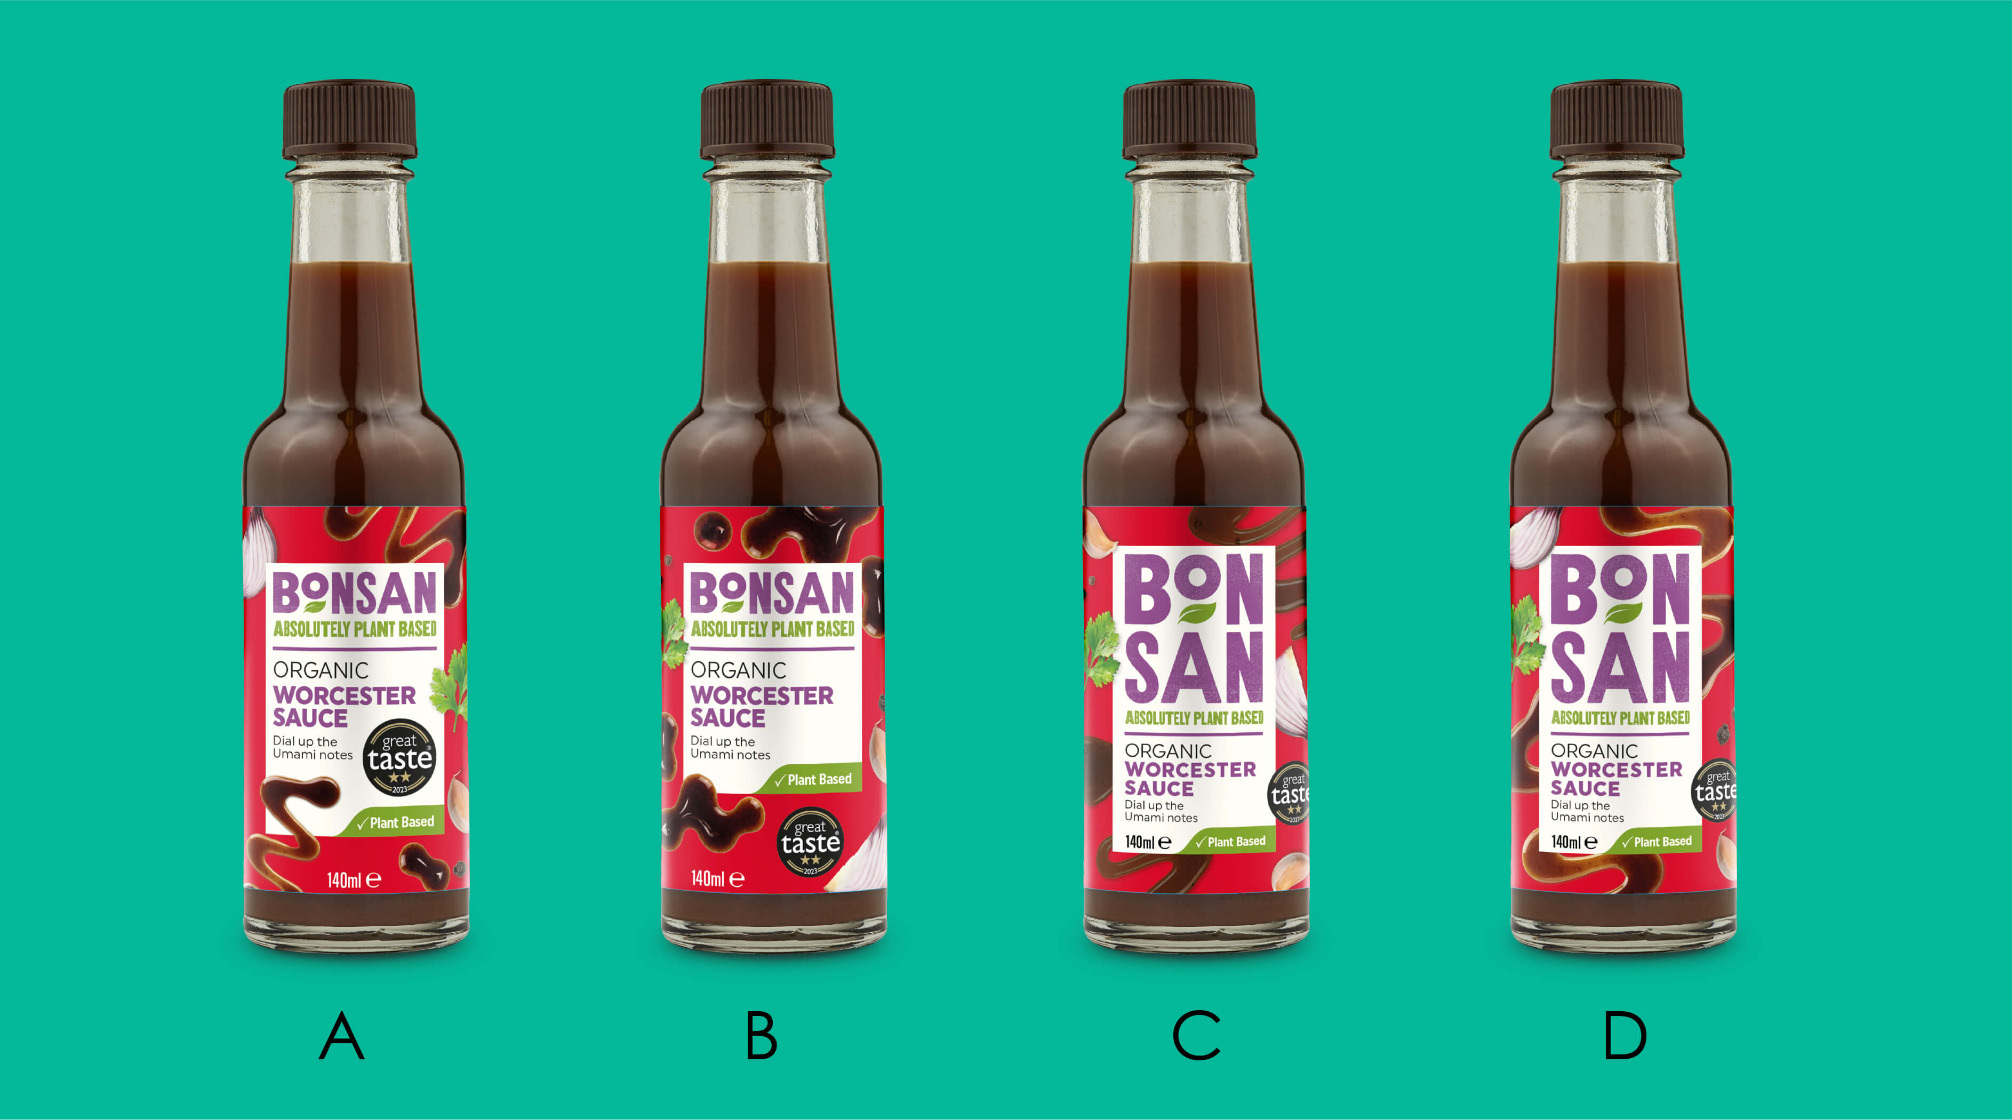 BONSAN
ABSOLUTELY PLANT BASED
ORGANIC
WORCESTER
SAUCE
Dial up the
Umami notes
great
taste
2023
✓ Plant Based
140ml e
A
BONSAN
ABSOLUTELY PLANT BASED
ORGANIC
WORCESTER
SAUCE
Dial up the
Umami notes
✓ Plant Based
great
taste
2023
140ml e
B
BON
SAN
ABSOLUTELY PLANT BASED
ORGANIC
WORCESTER
SAUCE
Dial up the
Umami notes
140ml e
✓ Plant Based
great
taste
2023
C
BON
SAN
ABSOLUTELY PLANT BASED
ORGANIC
WORCESTER
SAUCE
Dial up the
Umami notes
140ml e
✓ Plant Based
great
taste
2023
D